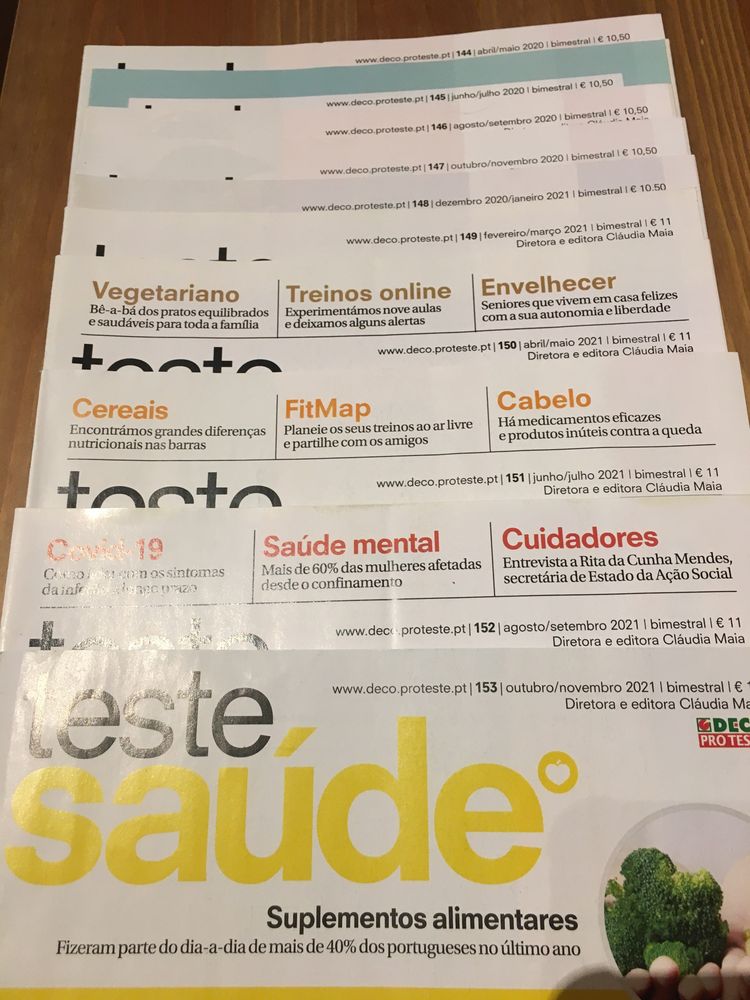 www.deco.proteste.pt | 144 | abril/maio 2020 | bimestral | € 10,50
www.deco.proteste.pt | 145 | junho/julho 2020 | bimestral | € 10,50
www.deco.proteste.pt | 146 | agosto/setembro 2020 | bimestral | € 10,50
www.deco.proteste.pt | 147 | outubro/novembro 2020 | bimestral | € 10,50
www.deco.proteste.pt | 148 | dezembro 2020/janeiro 2021 | bimestral | € 10.50
www.deco.proteste.pt | 149 | fevereiro/março 2021 | bimestral | € 11
Diretora e editora Cláudia Maia
Vegetariano
Bê-a-bá dos pratos equilibrados
e saudáveis para toda a família
Treinos online
Experimentámos nove aulas
e deixamos alguns alertas
Envelhecer
Seniores que vivem em casa felizes
com a sua autonomia e liberdade
teste
www.deco.proteste.pt | 150 | abril/maio 2021 | bimestral | € 11
Diretora e editora Cláudia Maia
Cereais
Encontrámos grandes diferenças
nutricionais nas barras
FitMap
Planeie os seus treinos ao ar livre
e partilhe com os amigos
Cabelo
Há medicamentos eficazes
e produtos inúteis contra a queda
teste
www.deco.proteste.pt | 151 | junho/julho 2021 | bimestral | € 11
Diretora e editora Cláudia Maia
Covid-19
com os sintomas
da
Saúde mental
Mais de 60% das mulheres afetadas
desde o confinamento
Cuidadores
Entrevista a Rita da Cunha Mendes,
secretária de Estado da Ação Social
teste
www.deco.proteste.pt | 152 | agosto/setembro 2021 | bimestral | € 11
Diretora e editora Cláudia Maia
teste
www.deco.proteste.pt | 153 | outubro/novembro 2021 | bimestral | €
Diretora e editora Cláudia Ma
DEC
PROTES
saúde
Suplementos alimentares
Fizeram parte do dia-a-dia de mais de 40% dos portugueses no último ano